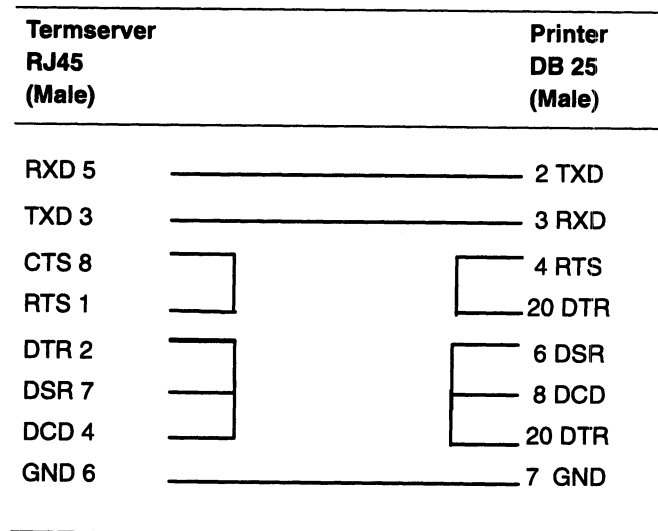 Termserver Printer
RJ45 DB 25
(Male) (Male)
RXD 5 2 TXD
TXD 3 3 RXD
CTS 8 4 RTS
RTS 1 20 DTR
DTR 2 6 DSR
DSR 7 8 DCD
DCD 4 20 DTR
GND 6 7 GND